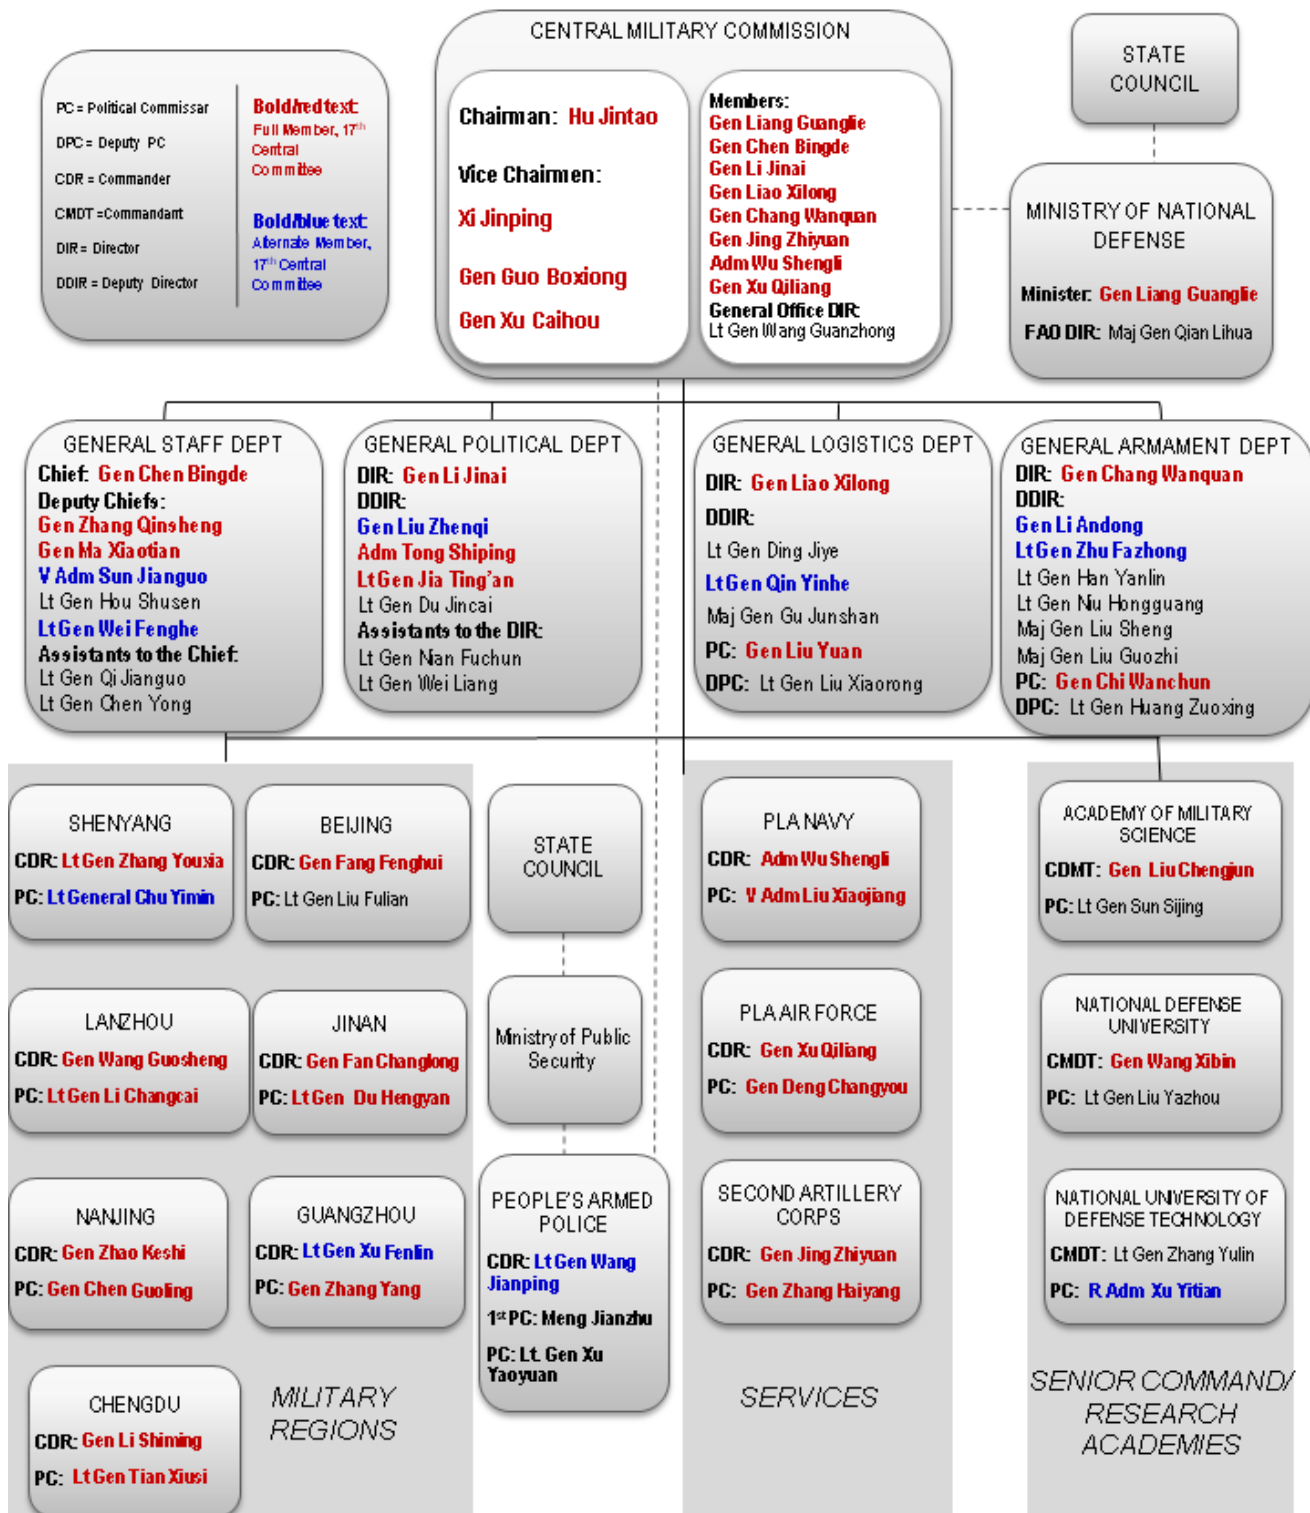 CENTRAL MILITARY COMMISSION
PC = Political Commissar
DPC = Deputy PC
CDR = Commander
CMDT =Commandant
DIR = Director
DDIR = Deputy Director
Bold/red text:
Full Member, 17th
Central
Committee
Bold/blue text:
Alternate Member,
17th Central
Committee
Chairman: Hu Jintao
Vice Chairmen:
Xi Jinping
Gen Guo Boxiong
Gen Xu Caihou
Members:
Gen Liang Guanglie
Gen Chen Bingde
Gen Li Jinai
Gen Liao Xilong
Gen Chang Wanquan
Gen Jing Zhiyuan
Adm Wu Shengli
Gen Xu Qiliang
General Office DIR:
Lt Gen Wang Guanzhong
STATE
COUNCIL
MINISTRY OF NATIONAL
DEFENSE
Minister: Gen Liang Guanglie
FAO DIR: Maj Gen Qian Lihua
GENERAL STAFF DEPT
Chief: Gen Chen Bingde
Deputy Chiefs:
Gen Zhang Qinsheng
Gen Ma Xiaotian
V Adm Sun Jianguo
Lt Gen Hou Shusen
Lt Gen Wei Fenghe
Assistants to the Chief:
Lt Gen Qi Jianguo
Lt Gen Chen Yong
GENERAL POLITICAL DEPT
DIR: Gen Li Jinai
DDIR:
Gen Liu Zhenqi
Adm Tong Shiping
Lt Gen Jia Ting'an
Lt Gen Du Jincai
Assistants to the DIR:
Lt Gen Nian Fuchun
Lt Gen Wei Liang
GENERAL LOGISTICS DEPT
DIR: Gen Liao Xilong
DDIR:
Lt Gen Ding Jiye
Lt Gen Qin Yinhe
Maj Gen Gu Junshan
PC: Gen Liu Yuan
DPC: Lt Gen Liu Xiaorong
GENERAL ARMAMENT DEPT
DIR: Gen Chang Wanquan
DDIR:
Gen Li Andong
Lt Gen Zhu Fazhong
Lt Gen Han Yanlin
Lt Gen Niu Hongguang
Maj Gen Liu Sheng
Maj Gen Liu Guozhi
PC: Gen Chi Wanchun
DPC: Lt Gen Huang Zuoxing
SHENYANG
CDR: Lt Gen Zhang Youxia
PC: Lt General Chu Yimin
BEIJING
CDR: Gen Fang Fenghui
PC: Lt Gen Liu Fulian
LANZHOU
CDR: Gen Wang Guosheng
PC: Lt Gen Li Changcai
JINAN
CDR: Gen Fan Changlong
PC: Lt Gen Du Hengyan
NANJING
CDR: Gen Zhao Keshi
PC: Gen Chen Guoling
GUANGZHOU
CDR: Lt Gen Xu Fenlin
PC: Gen Zhang Yang
CHENGDU
CDR: Gen Li Shiming
PC: Lt Gen Tian Xiusi
MILITARY
REGIONS
STATE
COUNCIL
Ministry of Public
Security
PEOPLE'S ARMED
POLICE
CDR: Lt Gen Wang
Jianping
1st PC: Meng Jianzhu
PC: Lt. Gen Xu
Yaoyuan
PLA NAVY
CDR: Adm Wu Shengli
PC: V Adm Liu Xiaojiang
PLA AIR FORCE
CDR: Gen Xu Qiliang
PC: Gen Deng Changyou
SECOND ARTILLERY
CORPS
CDR: Gen Jing Zhiyuan
PC: Gen Zhang Haiyang
SERVICES
ACADEMY OF MILITARY
SCIENCE
CDMT: Gen Liu Chengjun
PC: Lt Gen Sun Sijing
NATIONAL DEFENSE
UNIVERSITY
CMDT: Gen Wang Xibin
PC: Lt Gen Liu Yazhou
NATIONAL UNIVERSITY OF
DEFENSE TECHNOLOGY
CMDT: Lt Gen Zhang Yulin
PC: R Adm Xu Yitian
SENIOR COMMAND/
RESEARCH
ACADEMIES